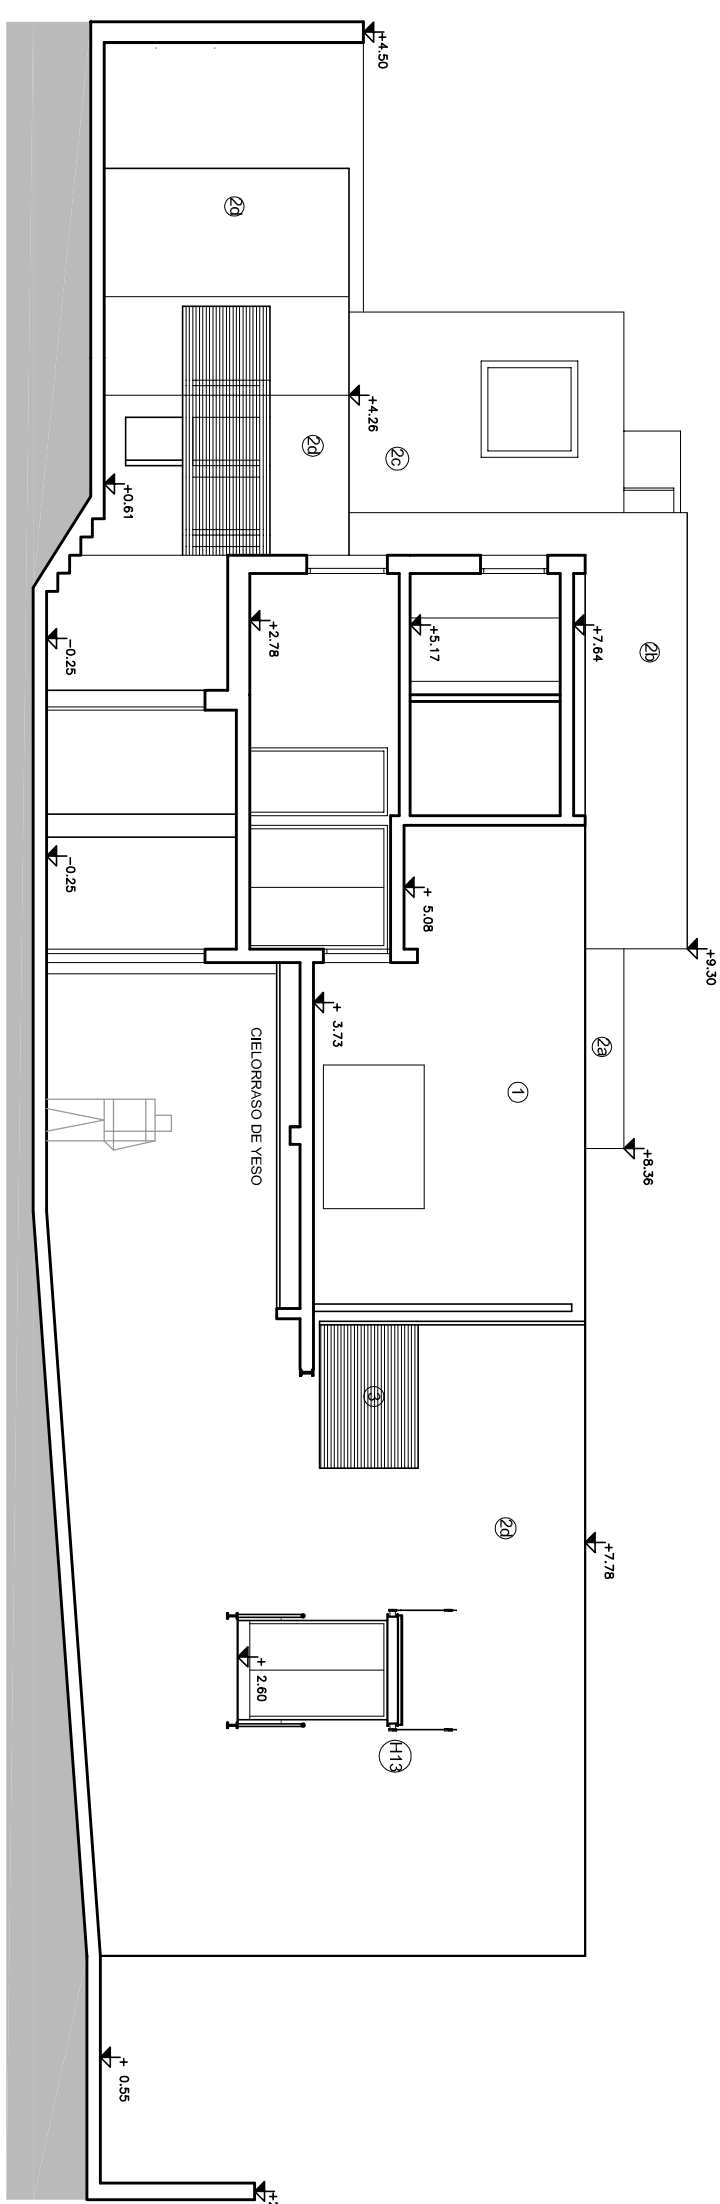 +4.50
2d
+4.26
2c
2d
+0.61
+7.64
+5.17
+2.78
-0.25
2b
-0.25
+ 5.08
+9.30
+ 3.73
2a
1
CIELORRASO DE YESO
+8.36
3
2d
+7.78
+ 2.60
H13
+ 0.55